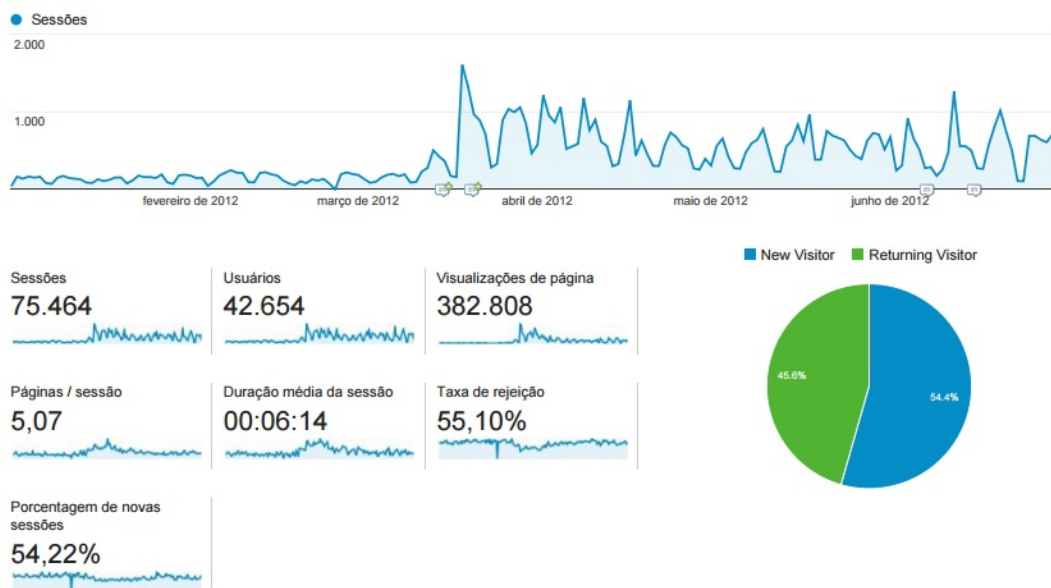 Sessões
2.000
1.000
fevereiro de 2012 março de 2012 abril de 2012 maio de 2012 junho de 2012
New Visitor Returning Visitor
Sessões Usuários Visualizações de página
75.464 42.654 382.808
Páginas / sessão Duração média da sessão Taxa de rejeição
5,07 00:06:14 55,10%
45.6%
54.4%
Porcentagem de novas
sessões
54,22%